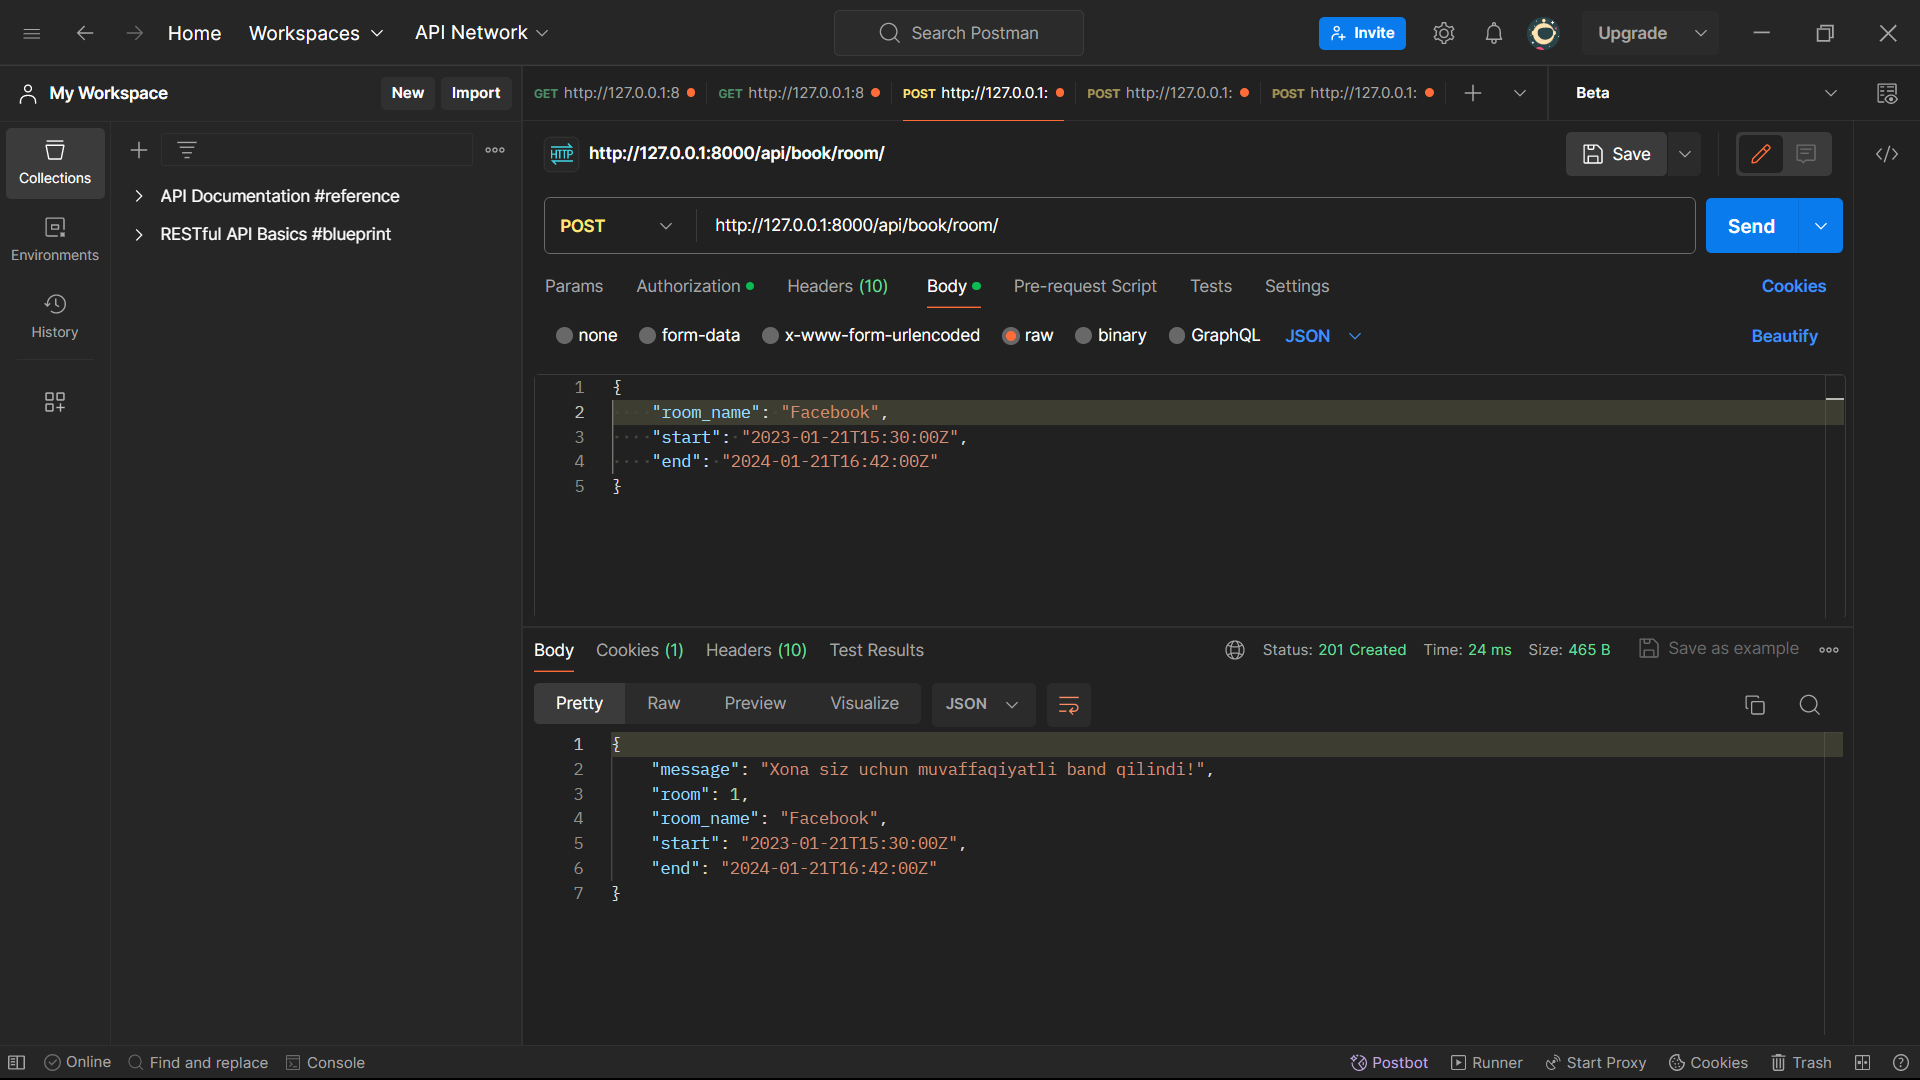 Home Workspaces API Network Search Postman Invite Upgrade
My Workspace New Import
GET http://127.0.0.1:8 GET http://127.0.0.1:8 POST http://127.0.0.1: POST http://127.0.0.1: POST http://127.0.0.1: Beta
Collections
Environments
History
API Documentation #reference
RESTful API Basics #blueprint
HTTP http://127.0.0.1:8000/api/book/room/ Save
POST http://127.0.0.1:8000/api/book/room/ Send
Params Authorization Headers (10) Body Pre-request Script Tests Settings Cookies
none form-data x-www-form-urlencoded raw binary GraphQL JSON Beautify
1 {
2 "room_name": "Facebook",
3 "start": "2023-01-21T15:30:00Z",
4 "end": "2024-01-21T16:42:00Z"
5 }
Body Cookies (1) Headers (10) Test Results Status: 201 Created Time: 24 ms Size: 465 B Save as example
Pretty Raw Preview Visualize JSON
1 {
2 "message": "Xona siz uchun muvaffaqiyatli band qilindi!",
3 "room": 1,
4 "room_name": "Facebook",
5 "start": "2023-01-21T15:30:00Z",
6 "end": "2024-01-21T16:42:00Z"
7 }
Online Find and replace Console Postbot Runner Start Proxy Cookies Trash